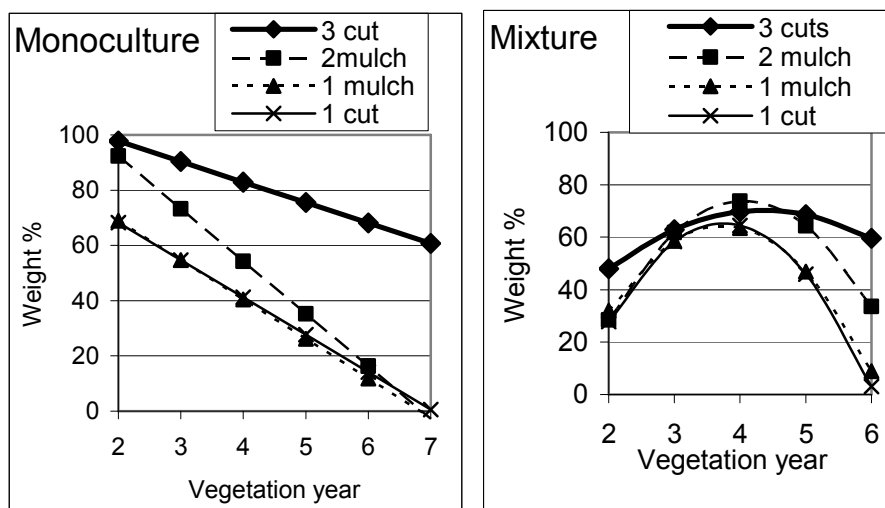 Monoculture
3 cut
2mulch
1 mulch
1 cut
Weight %
100
80
60
40
20
0
2 3 4 5 6 7
Vegetation year
Mixture
3 cuts
2 mulch
1 mulch
1 cut
Weight %
100
80
60
40
20
0
2 3 4 5 6
Vegetation year